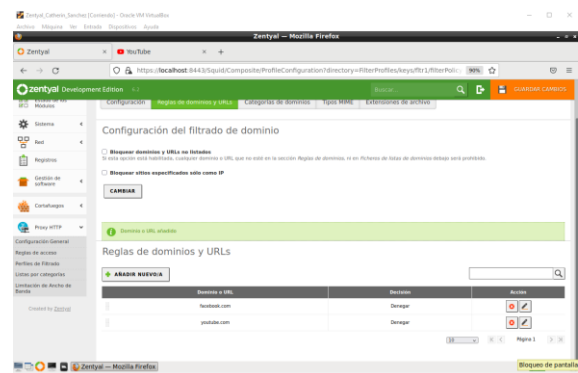 Zentyal_Catherin_Sanchez [Corriendo] - Oracle VM VirtualBox
Archivo Máquina Ver Entrada Dispositivos Ayuda
Zentyal — Mozilla Firefox
Zentyal
YouTube
https://localhost:8443/Squid/Composite/ProfileConfiguration?directory=FilterProfiles/keys/fltr1/filterPolic
90%
zentyal Development Edition
Buscar...
GUARDAR CAMBIOS
Módulos
Configuración
Reglas de dominios y URLs
Categorías de dominios
Tipos MIME
Extensiones de archivo
Sistema
Red
Registros
Gestión de software
Cortafuegos
Proxy HTTP
Configuración General
Reglas de acceso
Perfiles de Filtrado
Listas por categorías
Limitación de Ancho de Banda
Created by Zentyal
Configuración del filtrado de dominio
Bloquear dominios y URLs no listados
Si esta opción está habilitada, cualquier dominio o URL que no esté en la sección Reglas de dominios, ni en Ficheros de listas de dominios debajo será prohibido.
Bloquear sitios especificados sólo como IP
CAMBIAR
Dominio o URL añadido
Reglas de dominios y URLs
AÑADIR NUEVO/A
Dominio o URL Decisión Acción
facebook.com Denegar
youtube.com Denegar
10
Página 1
Zentyal — Mozilla Firefox
Bloqueo de pantalla